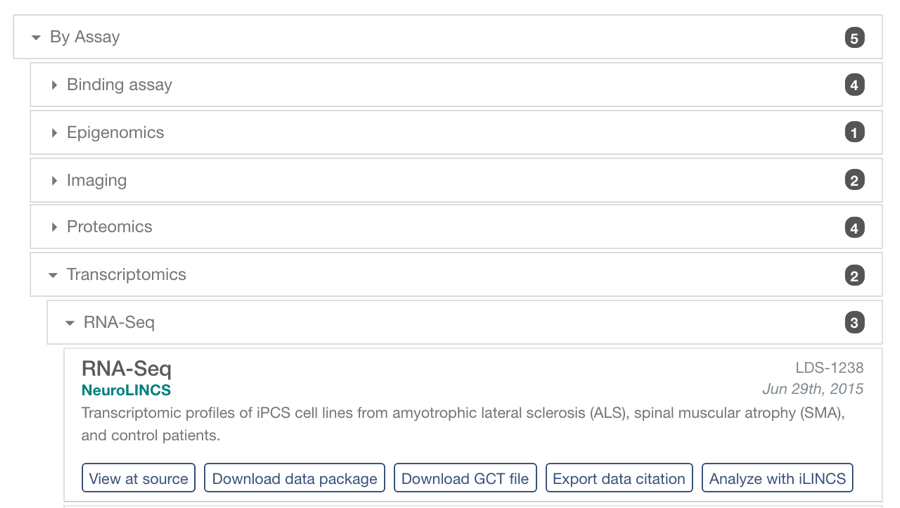 By Assay 5
Binding assay 4
Epigenomics 1
Imaging 2
Proteomics 4
Transcriptomics 2
RNA-Seq 3
RNA-Seq LDS-1238
NeuroLINCS Jun 29th, 2015
Transcriptomic profiles of iPCS cell lines from amyotrophic lateral sclerosis (ALS), spinal muscular atrophy (SMA),
and control patients.
View at source Download data package Download GCT file Export data citation Analyze with iLINCS